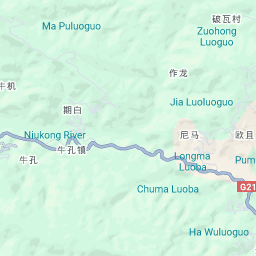 破瓦村
Ma Puluoguo
Zuohong
Luoguo
作龙
牛机
期白
Jia Luoluoguo
Niukong River
尼马
欧且
牛孔镇
牛孔
Longma
Luoba
Pum
G21
Chuma Luoba
Ha Wuluoguo